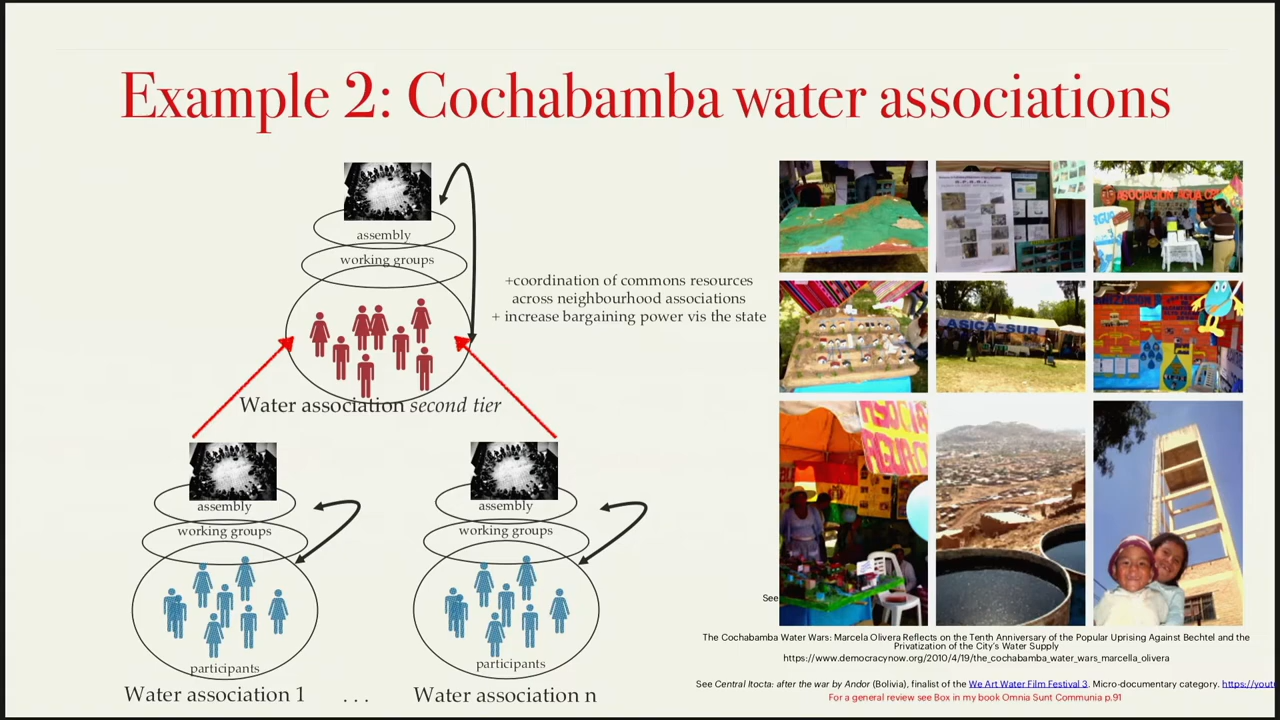 Example 2: Cochabamba water associations
assembly
working groups
+coordination of commons resources
across neighbourhood associations
+ increase bargaining power vis the state
Water association second tier
assembly
working groups
participants
Water association 1
...
assembly
working groups
participants
Water association n
ASOCIACION AGUA
ASICA-SUR
See
The Cochabamba Water Wars: Marcela Olivera Reflects on the Tenth Anniversary of the Popular Uprising Against Bechtel and the
Privatization of the City's Water Supply
https://www.democracynow.org/2010/4/19/the_cochabamba_water_wars_marcella_olivera
See Central Itocta: after the war by Andor (Bolivia), finalist of the We Art Water Film Festival 3. Micro-documentary category. https://yout
For a general review see Box in my book Omnia Sunt Communia p.91